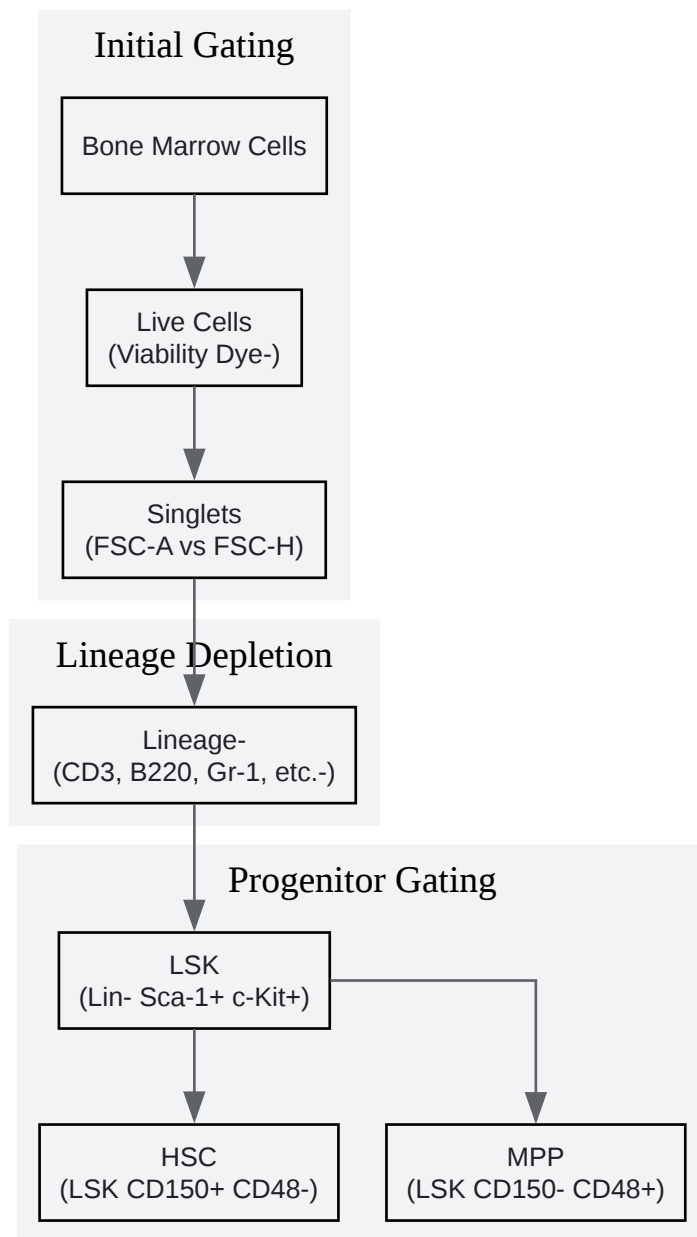 Initial Gating
Bone Marrow Cells
Live Cells
(Viability Dye-)
Singlets
(FSC-A vs FSC-H)
Lineage Depletion
Lineage-
(CD3, B220, Gr-1, etc.-)
Progenitor Gating
LSK
(Lin- Sca-1+ c-Kit+)
HSC
(LSK CD150+ CD48-)
MPP
(LSK CD150- CD48+)